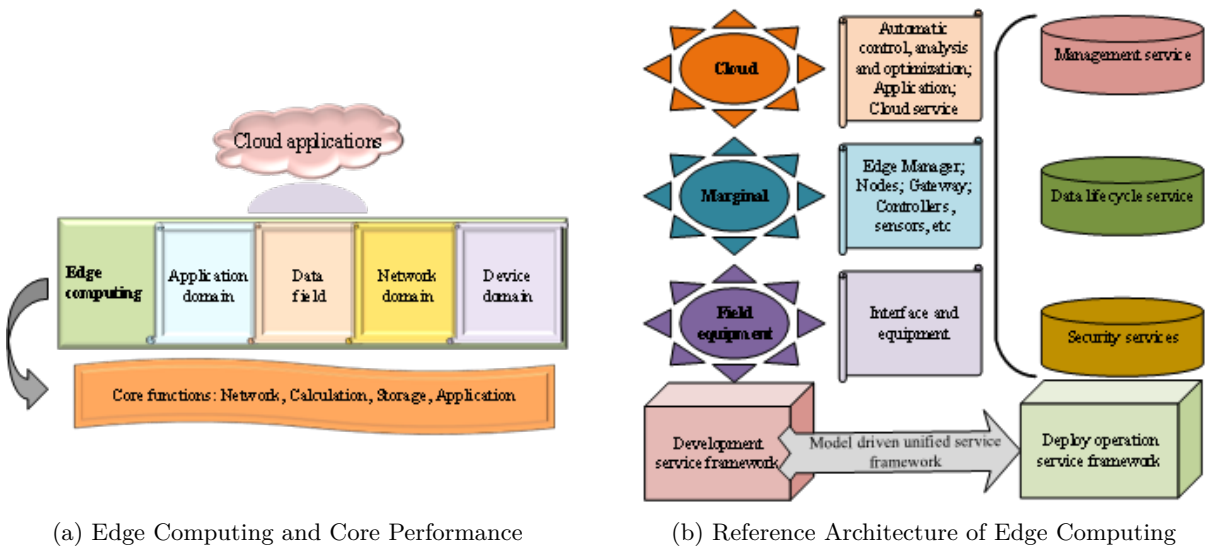 Cloud applications
Edge
computing
Application
domain
Data
field
Network
domain
Device
domain
Core functions: Network, Calculation, Storage, Application
(a) Edge Computing and Core Performance
Cloud
Automatic
control, analysis
and optimization;
Application;
Cloud service
Management service
Marginal
Edge Manager;
Nodes; Gateway;
Controllers,
sensors, etc
Data lifecycle service
Field
equipment
Interface and
equipment
Security services
Development
service framework
Model driven unified service
framework
Deploy operation
service framework
(b) Reference Architecture of Edge Computing